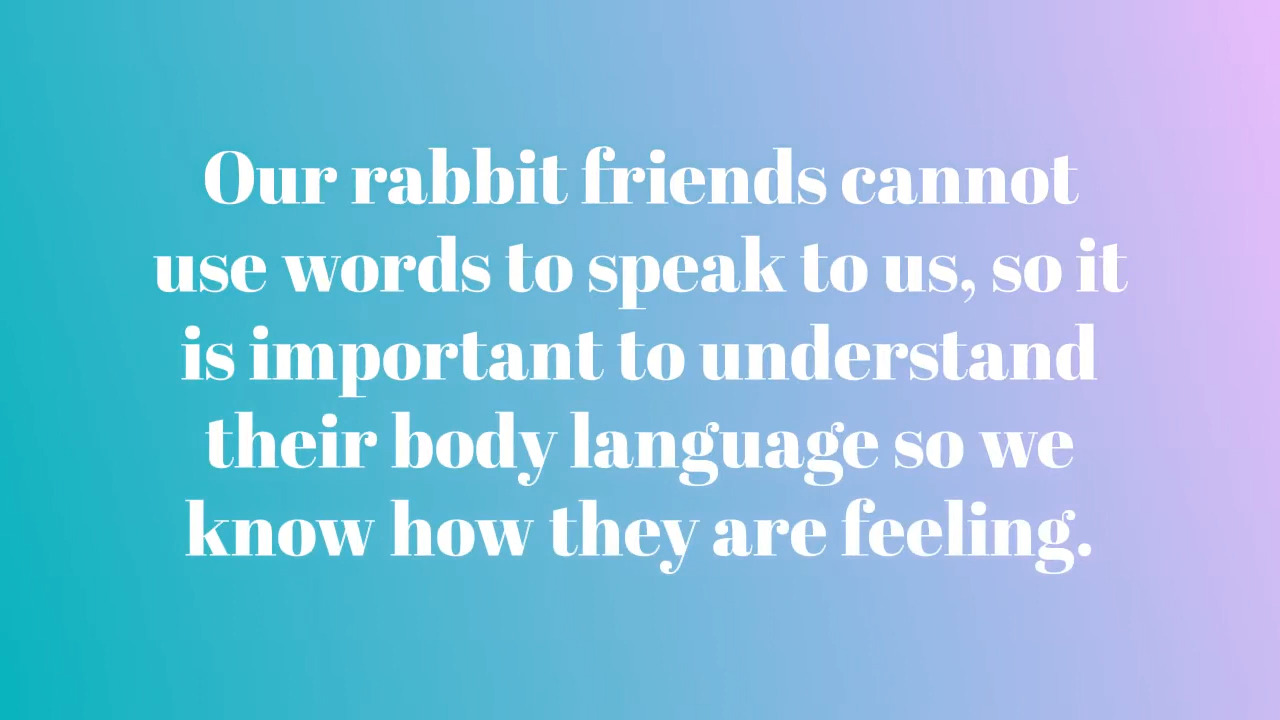 Our rabbit friends cannot
use words to speak to us, so it
is important to understand
their body language so we
know how they are feeling.